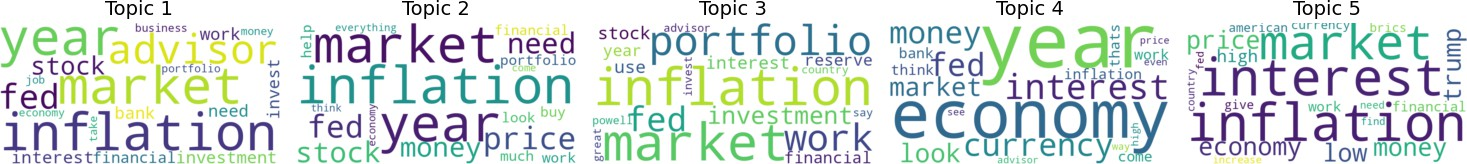 Topic 1
business work money
year advisor
stock
portfolio
job
market
fed
invest
economy
take
bank need
inflation
interest financial investment
Topic 2
everything financial
help market need
portfolio
inflation
come
think
fed economy year look buy
price
stock money much work
Topic 3
stock advisor portfolio
year
use invest interest reserve
country
inflation
powell fed investment say
great market work
financial
Topic 4
money year thats price
bank work
think fed even
inflation
market interest
economy
see
currency high way
look come
advisor
Topic 5
american currency brics
price market
fed high
trump
interest
country
give work need financial
inflation
find
economy low money
increase